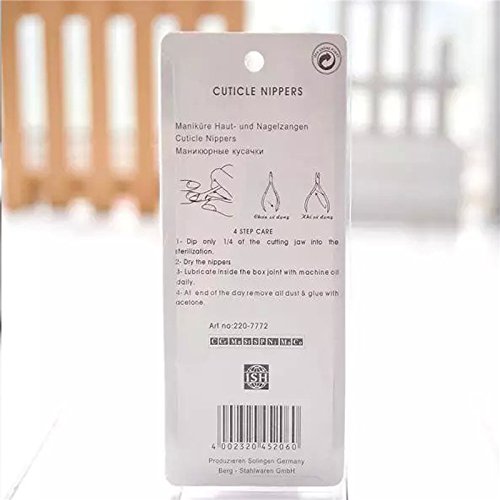 CUTICLE NIPPERS
Maniküre Haut- und Nagelzangen
Cuticle Nippers
Маникюрные кусачки
Chưa sử dụng
Khi sử dụng
4 STEP CARE
1- Dip only 1/4 of the cutting jaw into the
sterilization.
2- Dry the nippers
3- Lubricate inside the box joint with machine oil
daily.
4- At end of the day remove all dust & glue with
acetone.
Art no:220-7772
ISH
4 002320 452060
Produzieren Solingen Germany
Berg - Stahlwaren GmbH